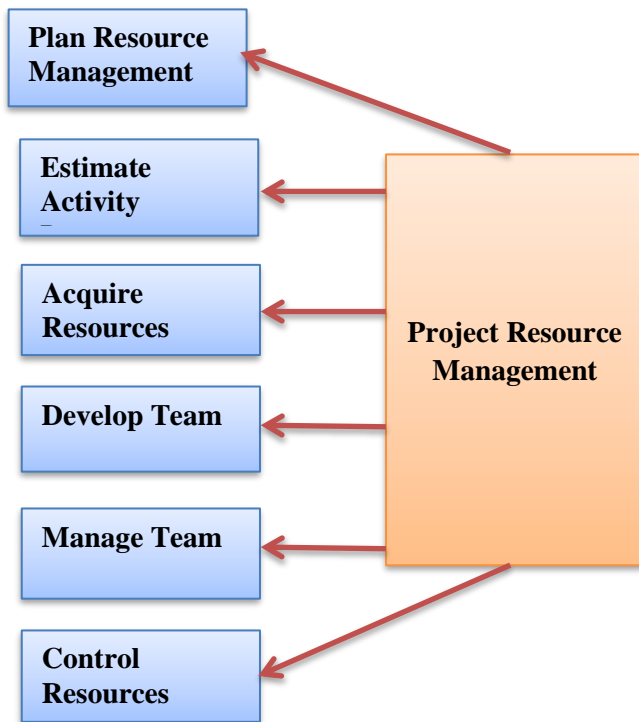 Plan Resource
Management
Estimate
Activity
Acquire
Resources
Project Resource
Management
Develop Team
Manage Team
Control
Resources